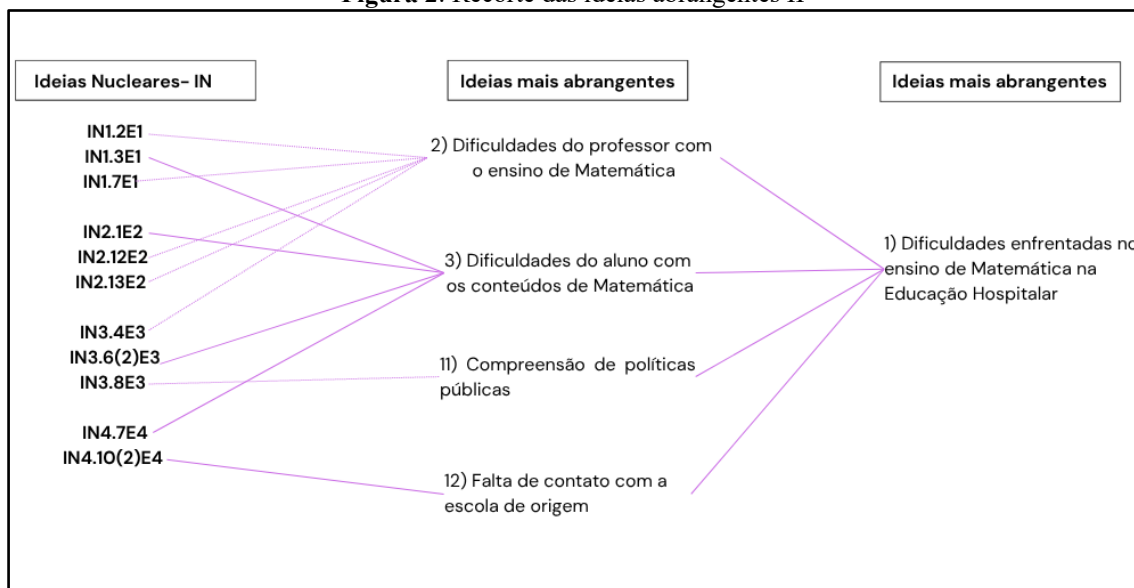 Figura 2: Recorte das ideias abrangentes II
Ideias Nucleares- IN
Ideias mais abrangentes
Ideias mais abrangentes
IN1.2E1
IN1.3E1
IN1.7E1
IN2.1E2
IN2.12E2
IN2.13E2
IN3.4E3
IN3.6(2)E3
IN3.8E3
IN4.7E4
IN4.10(2)E4
2) Dificuldades do professor com
o ensino de Matemática
3) Dificuldades do aluno com
os conteúdos de Matemática
11) Compreensão de políticas
públicas
12) Falta de contato com a
escola de origem
1) Dificuldades enfrentadas no
ensino de Matemática na
Educação Hospitalar